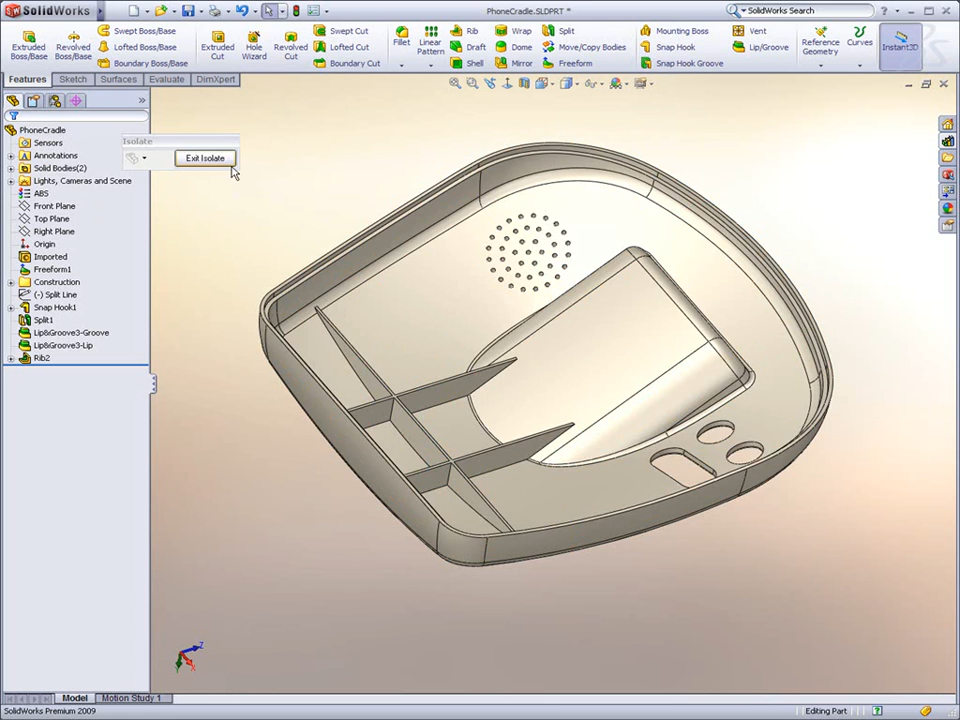 SW SolidWorks PhoneCradle.SLDPRT * SolidWorks Search ?
Extruded Boss/Base
Revolved Boss/Base
Swept Boss/Base
Lofted Boss/Base
Boundary Boss/Base
Extruded Cut
Hole Wizard
Revolved Cut
Swept Cut
Lofted Cut
Boundary Cut
Fillet
Linear Pattern
Rib
Draft
Shell
Wrap
Dome
Mirror
Split
Move/Copy Bodies
Freeform
Mounting Boss
Snap Hook
Snap Hook Groove
Vent
Lip/Groove
Reference Geometry
Curves
Instant3D
Features Sketch Surfaces Evaluate DimXpert
PhoneCradle
Sensors
Annotations
Solid Bodies(2)
Lights, Cameras and Scene
ABS
Front Plane
Top Plane
Right Plane
Origin
Imported
Freeform1
Construction
(-) Split Line
Snap Hook1
Split1
Lip&Groove3-Groove
Lip&Groove3-Lip
Rib2
Isolate
Exit Isolate
Z
X
Y
Model Motion Study 1
SolidWorks Premium 2009 Editing Part ?